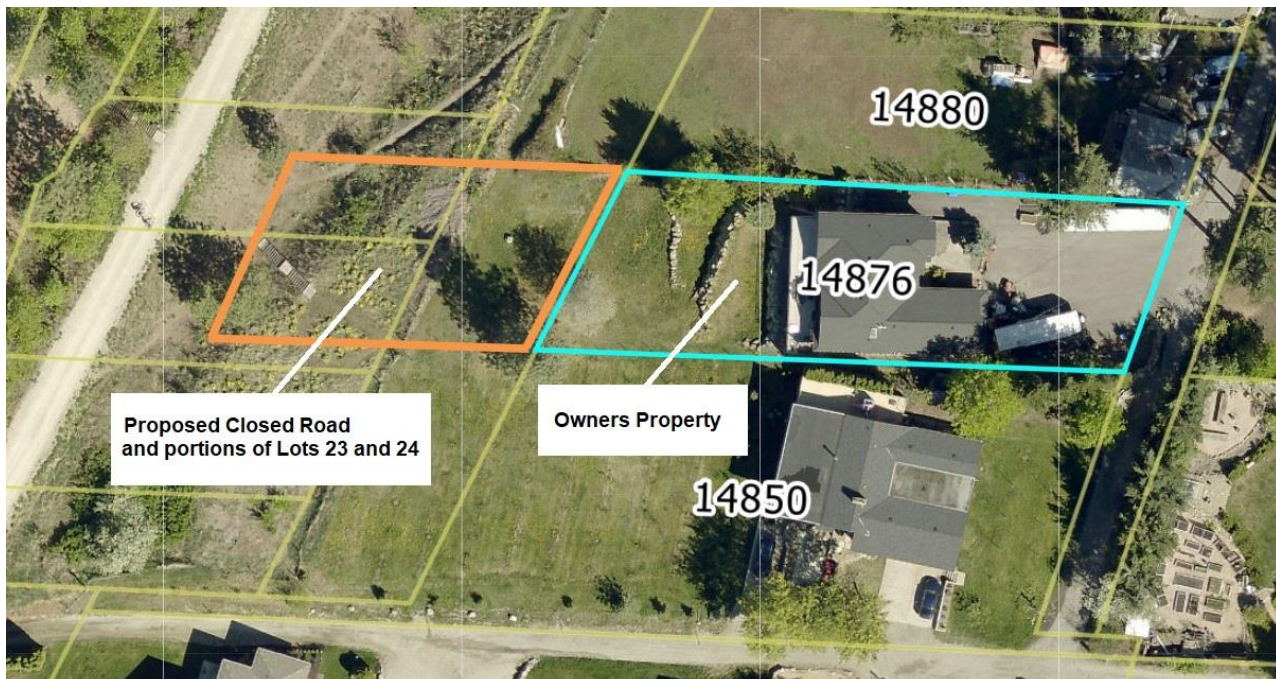 14880
14876
Proposed Closed Road
and portions of Lots 23 and 24
Owners Property
14850